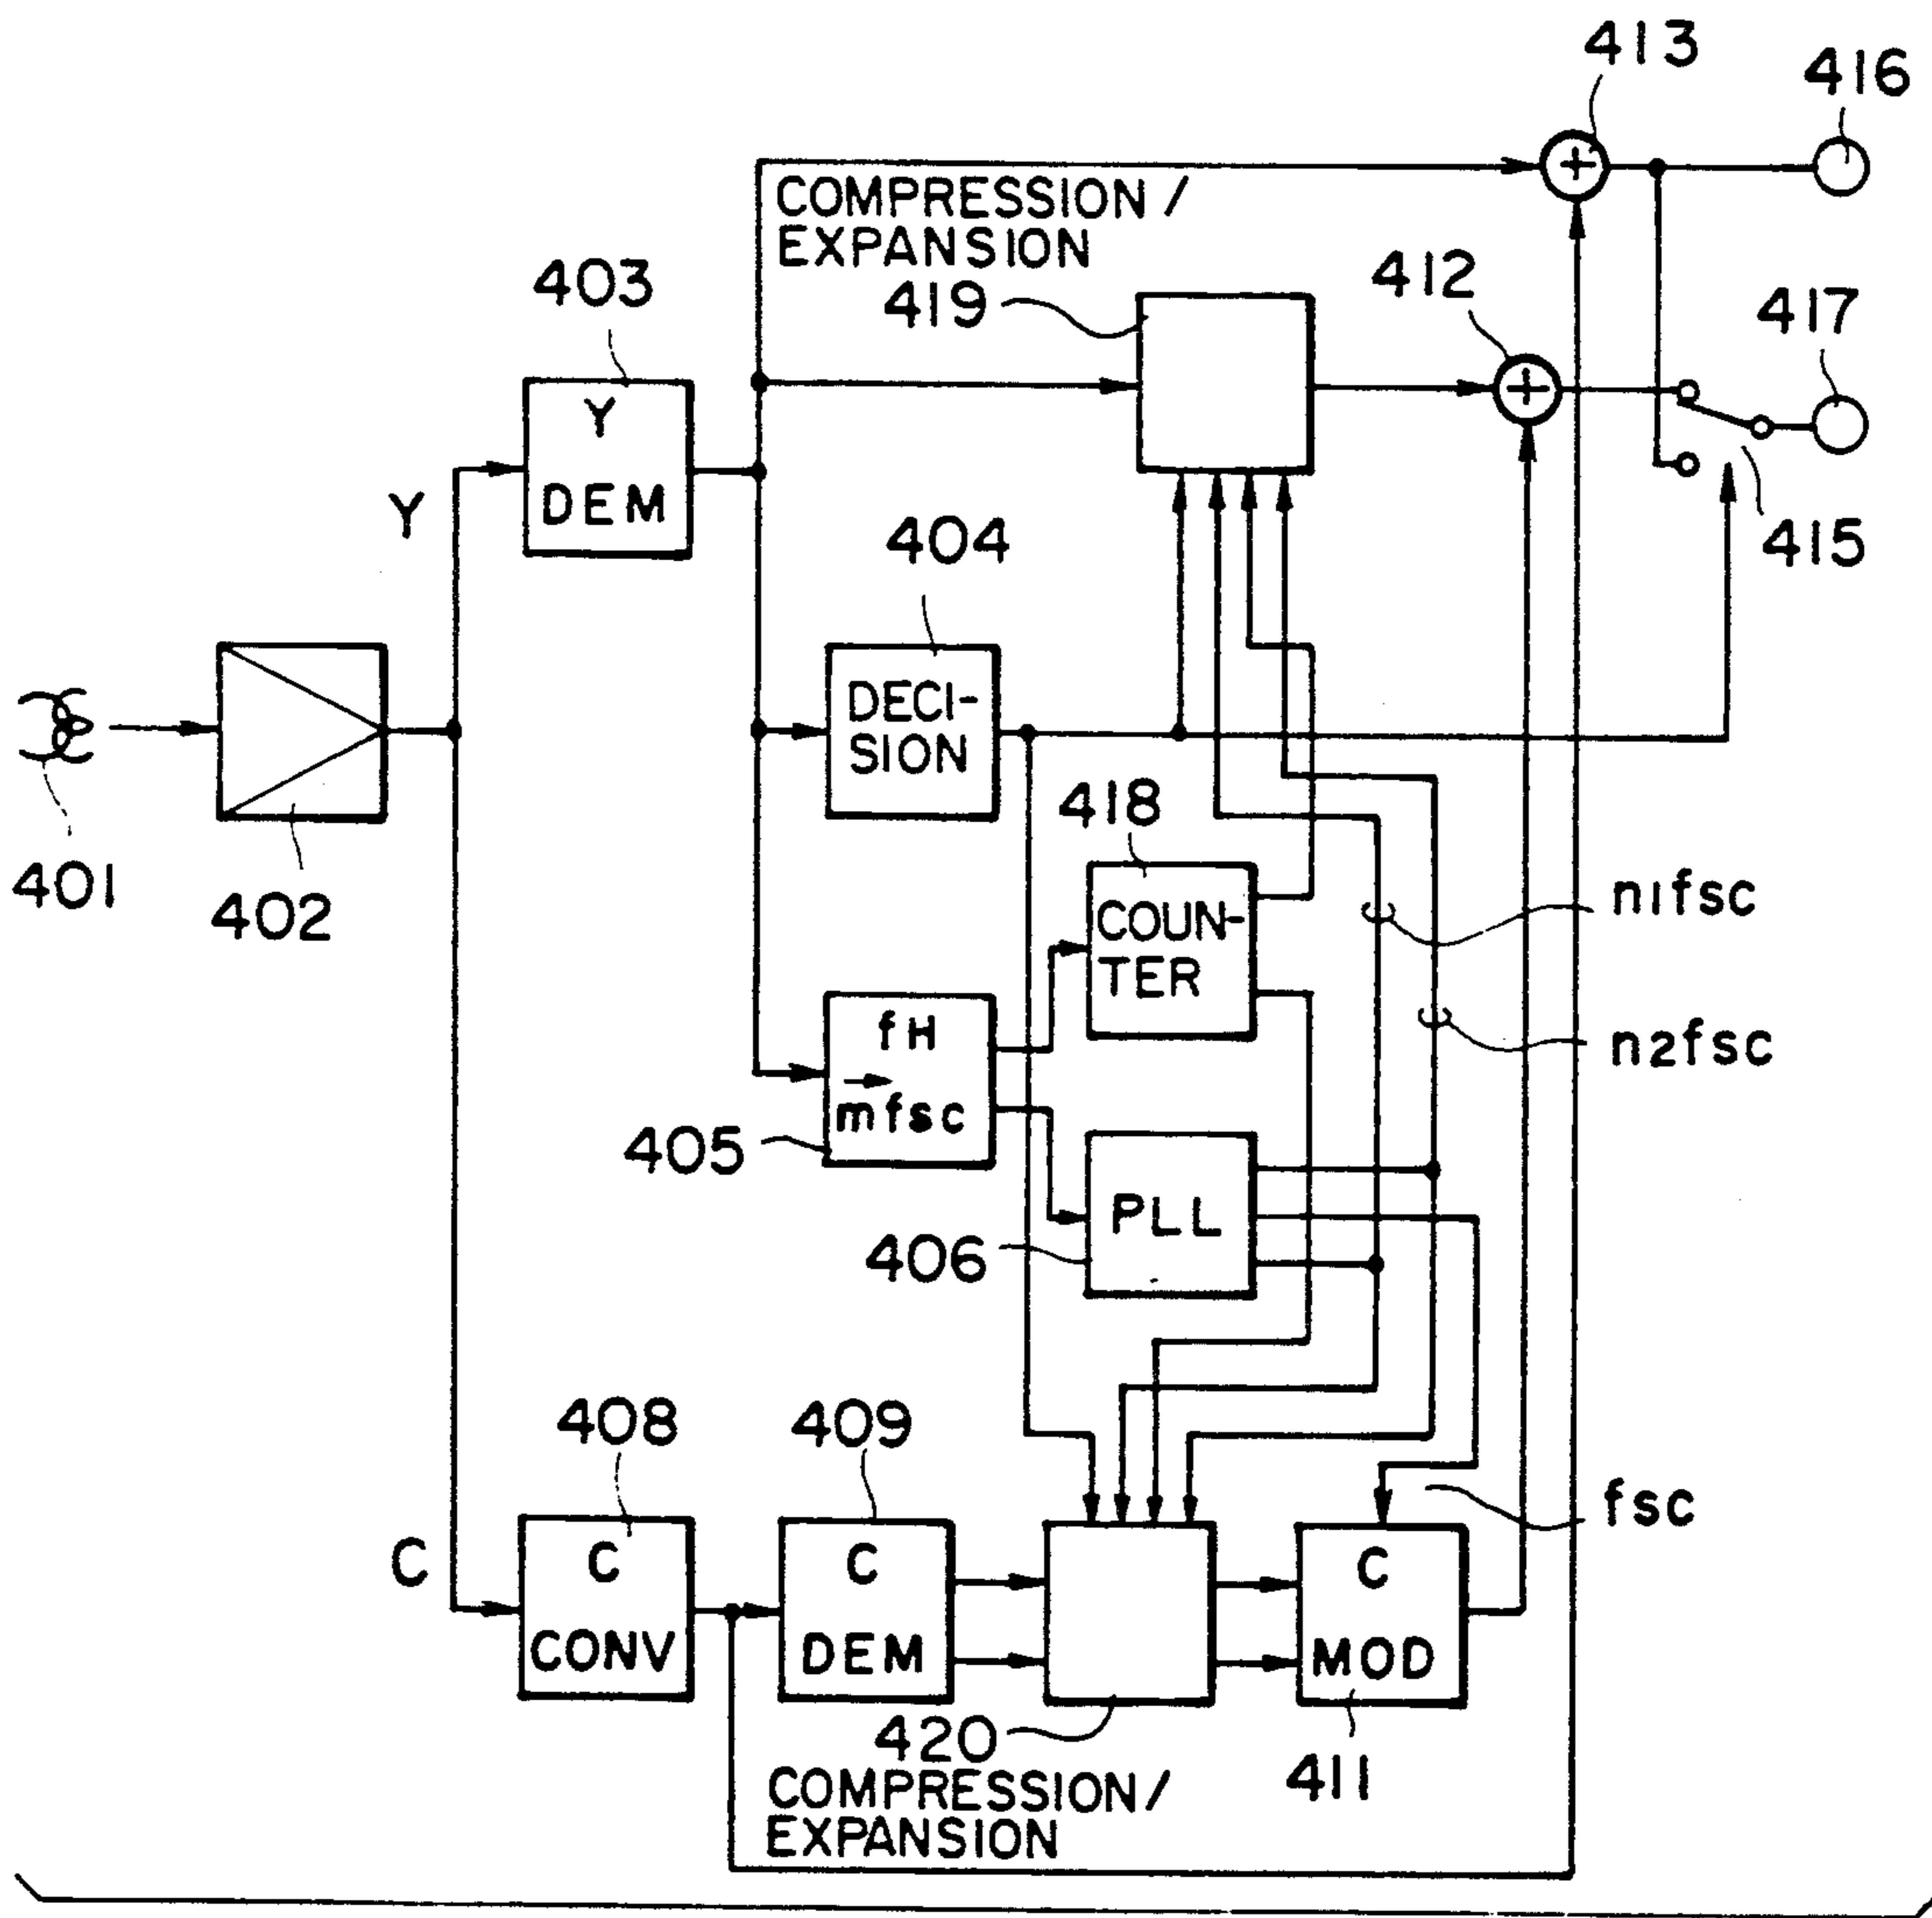 413
416
COMPRESSION/
EXPANSION
403
419
412
417
Y
DEM
Y
404
415
DECI-
SION
418
401
402
COUN-
TER
n1fsc
fH
→
mfsc
n2fsc
405
PLL
406
408
409
fsc
C
C
CONV
C
DEM
C
MOD
420
411
COMPRESSION/
EXPANSION